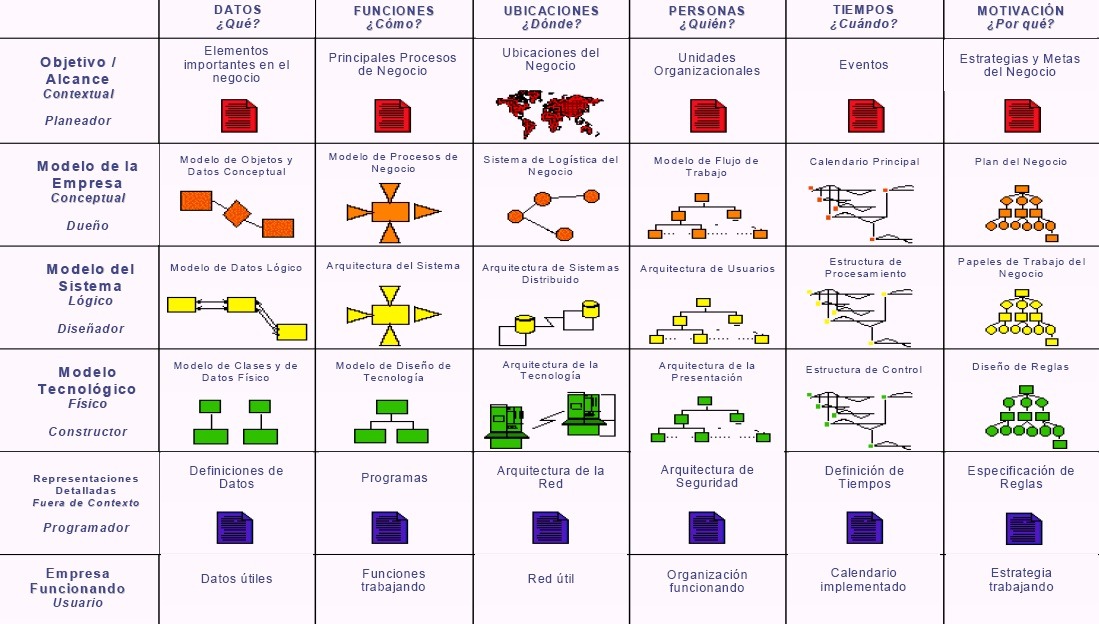 DATOS
¿Qué?
FUNCIONES
¿Cómo?
UBICACIONES
¿Dónde?
PERSONAS
¿Quién?
TIEMPOS
¿Cuándo?
MOTIVACIÓN
¿Por qué?
Objetivo /
Alcance
Contextual
Planeador
Elementos
importantes en el
negocio
Principales Procesos
de Negocio
Ubicaciones del
Negocio
Unidades
Organizacionales
Eventos
Estrategias y Metas
del Negocio
Modelo de la
Empresa
Conceptual
Dueño
Modelo de Objetos y
Datos Conceptual
Modelo de Procesos de
Negocio
Sistema de Logística del
Negocio
Modelo de Flujo de
Trabajo
Calendario Principal
Plan del Negocio
Modelo del
Sistema
Lógico
Diseñador
Modelo de Datos Lógico
Arquitectura del Sistema
Arquitectura de Sistemas
Distribuido
Arquitectura de Usuarios
Estructura de
Procesamiento
Papeles de Trabajo del
Negocio
Modelo
Tecnológico
Físico
Constructor
Modelo de Clases y de
Datos Físico
Modelo de Diseño de
Tecnología
Arquitectura de la
Tecnología
Arquitectura de la
Presentación
Estructura de Control
Diseño de Reglas
Representaciones
Detalladas
Fuera de Contexto
Programador
Definiciones de
Datos
Programas
Arquitectura de la
Red
Arquitectura de
Seguridad
Definición de
Tiempos
Especificación de
Reglas
Empresa
Funcionando
Usuario
Datos útiles
Funciones
trabajando
Red útil
Organización
funcionando
Calendario
implementado
Estrategia
trabajando